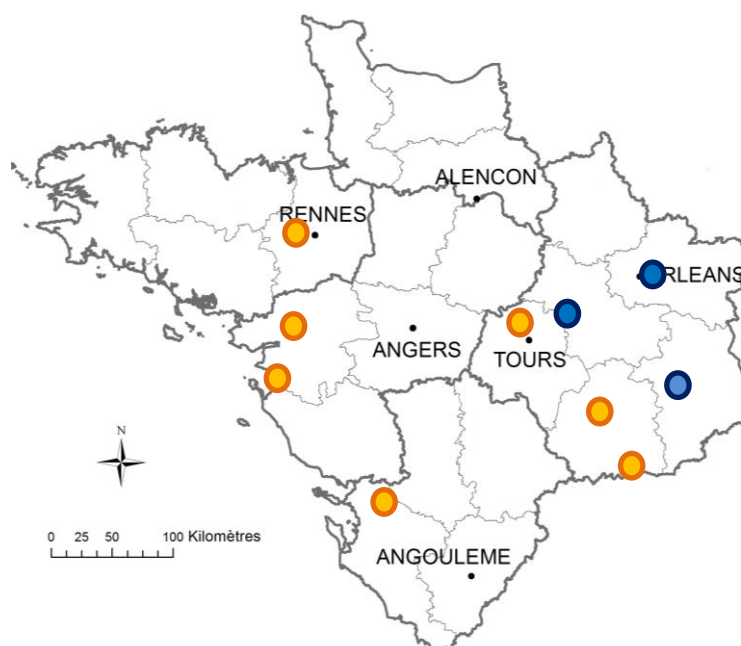 ALENCON
RENNES
RLEANS
ANGERS
TOURS
N
0 25 50 100 Kilomètres
ANGOULEME